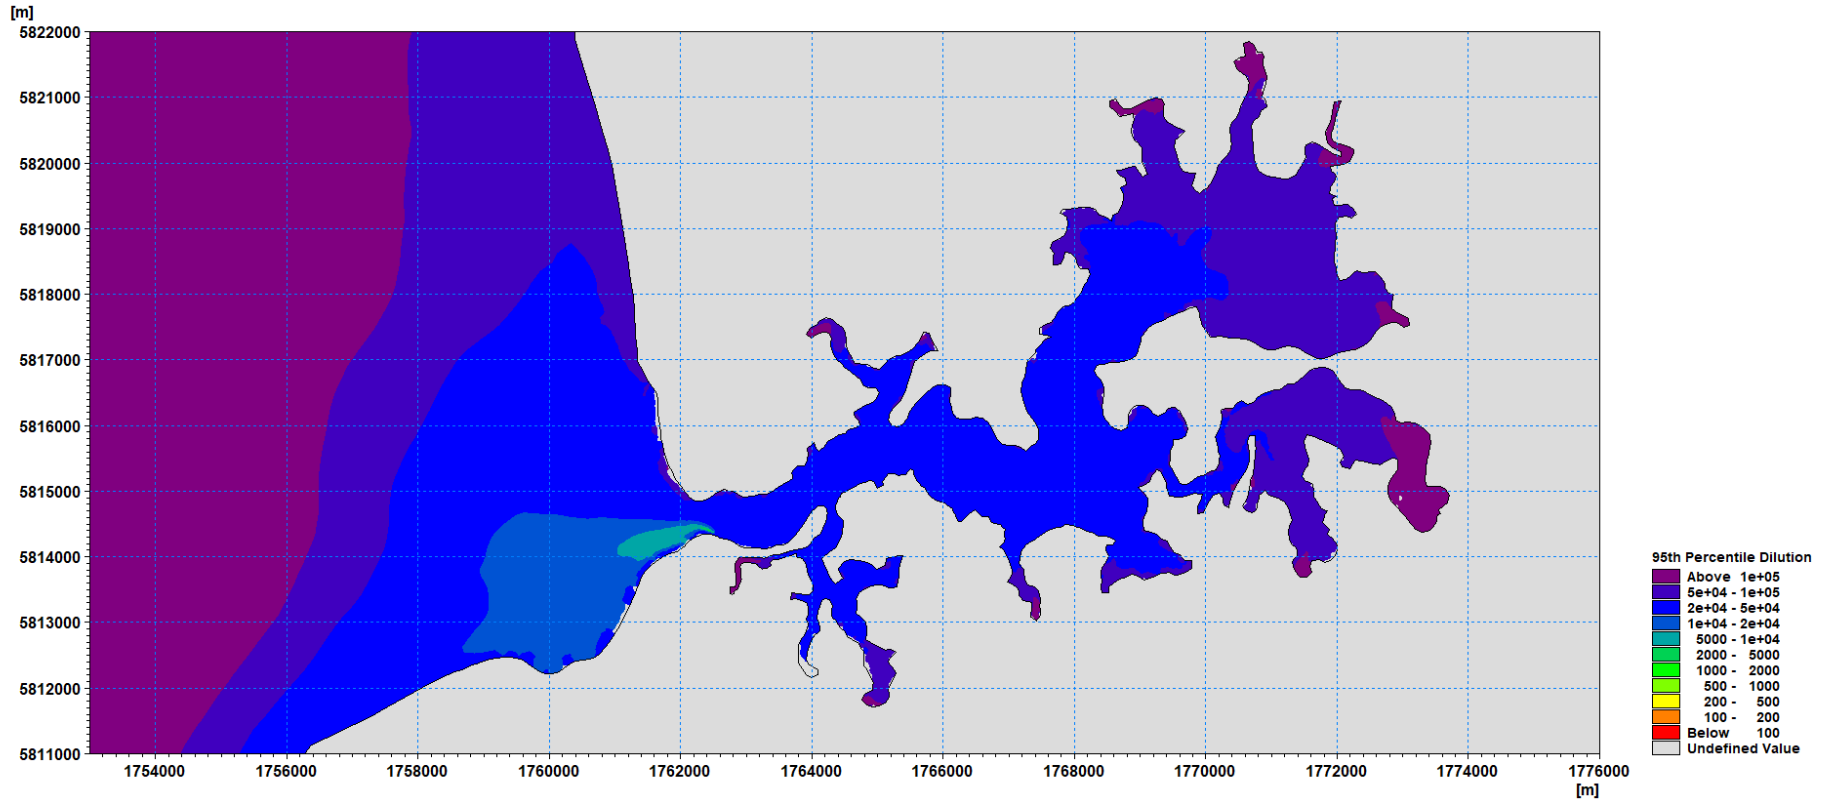 [m]
5822000
5821000
5820000
5819000
5818000
5817000
5816000
5815000
5814000
5813000
5812000
5811000
1754000 1756000 1758000 1760000 1762000 1764000 1766000 1768000 1770000 1772000 1774000 1776000
[m]
95th Percentile Dilution
Above 1e+05
5e+04 - 1e+05
2e+04 - 5e+04
1e+04 - 2e+04
5000 - 1e+04
2000 - 5000
1000 - 2000
500 - 1000
200 - 500
100 - 200
Below 100
Undefined Value